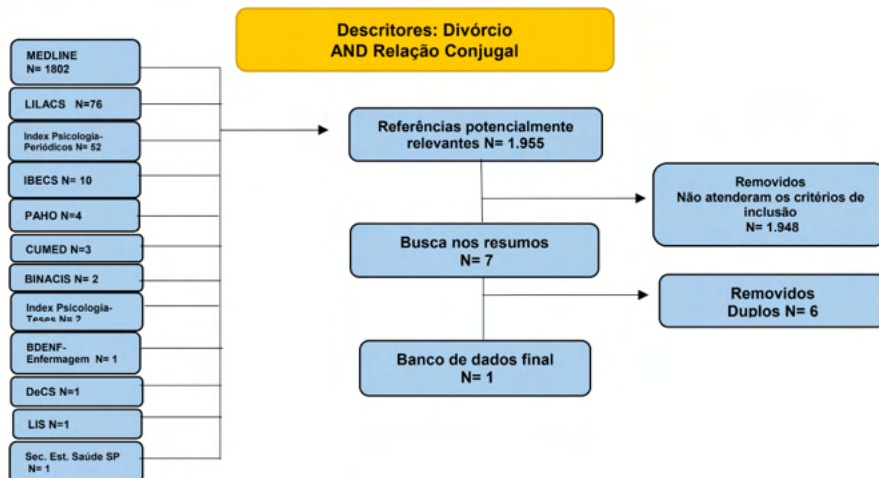 Descritores: Divórcio
AND Relação Conjugal
MEDLINE
N= 1802
LILACS N=76
Index Psicologia-
Periódicos N= 52
IBECS N= 10
PAHO N=4
CUMED N=3
BINACIS N= 2
Index Psicologia-
Teses N= 2
BDENF-
Enfermagem N= 1
DeCS N=1
LIS N=1
Sec. Est. Saúde SP
N= 1
Referências potencialmente
relevantes N= 1.955
Removidos
Não atenderam os critérios de
inclusão
N= 1.948
Busca nos resumos
N= 7
Removidos
Duplos N= 6
Banco de dados final
N= 1